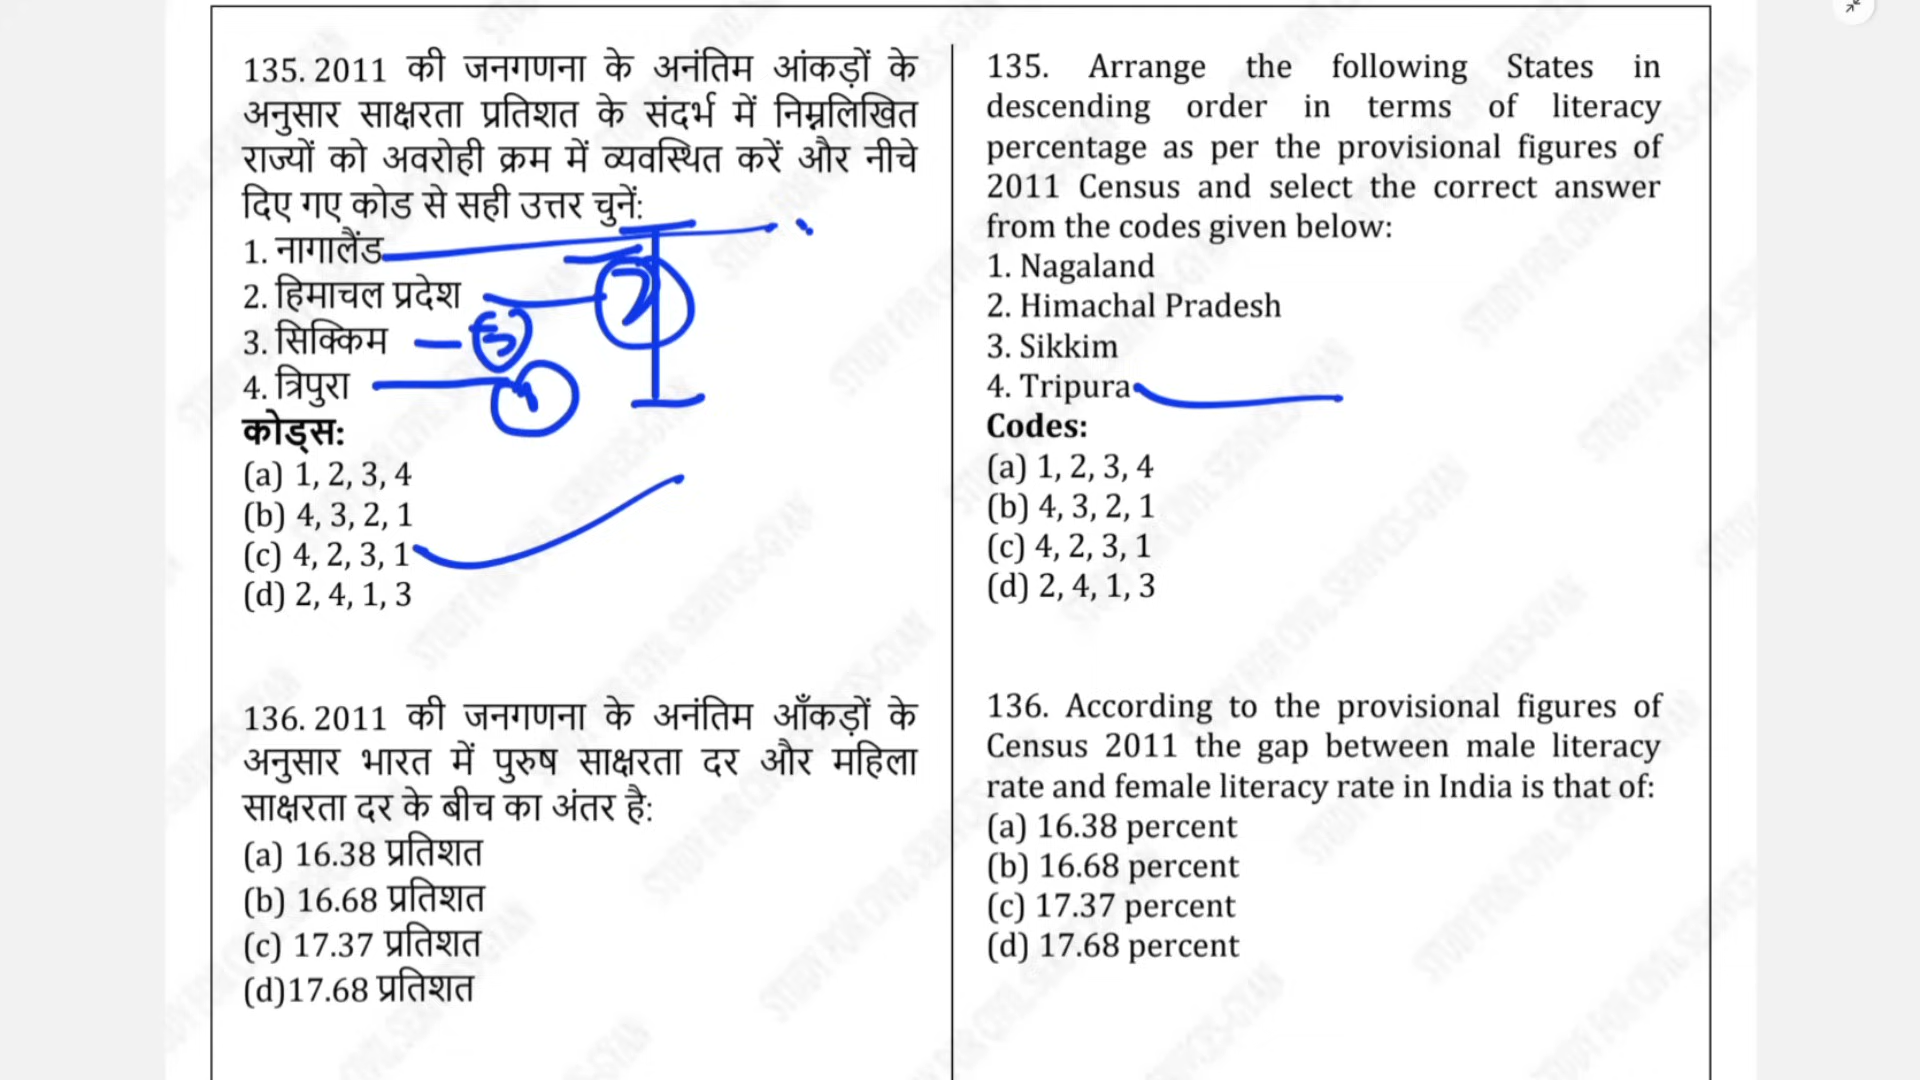 135. 2011 की जनगणना के अनंतिम आंकड़ों के
अनुसार साक्षरता प्रतिशत के संदर्भ में निम्नलिखित
राज्यों को अवरोही क्रम में व्यवस्थित करें और नीचे
दिए गए कोड से सही उत्तर चुनें:
1. नागालैंड
2. हिमाचल प्रदेश
3. सिक्किम
4. त्रिपुरा
कोड्स:
(a) 1, 2, 3, 4
(b) 4, 3, 2, 1
(c) 4, 2, 3, 1
(d) 2, 4, 1, 3
136. 2011 की जनगणना के अनंतिम आँकड़ों के
अनुसार भारत में पुरुष साक्षरता दर और महिला
साक्षरता दर के बीच का अंतर है:
(a) 16.38 प्रतिशत
(b) 16.68 प्रतिशत
(c) 17.37 प्रतिशत
(d)17.68 प्रतिशत
135. Arrange the following States in
descending order in terms of literacy
percentage as per the provisional figures of
2011 Census and select the correct answer
from the codes given below:
1. Nagaland
2. Himachal Pradesh
3. Sikkim
4. Tripura
Codes:
(a) 1, 2, 3, 4
(b) 4, 3, 2, 1
(c) 4, 2, 3, 1
(d) 2, 4, 1, 3
136. According to the provisional figures of
Census 2011 the gap between male literacy
rate and female literacy rate in India is that of:
(a) 16.38 percent
(b) 16.68 percent
(c) 17.37 percent
(d) 17.68 percent
STUDY FOR CIVIL SERVICES-GYAN